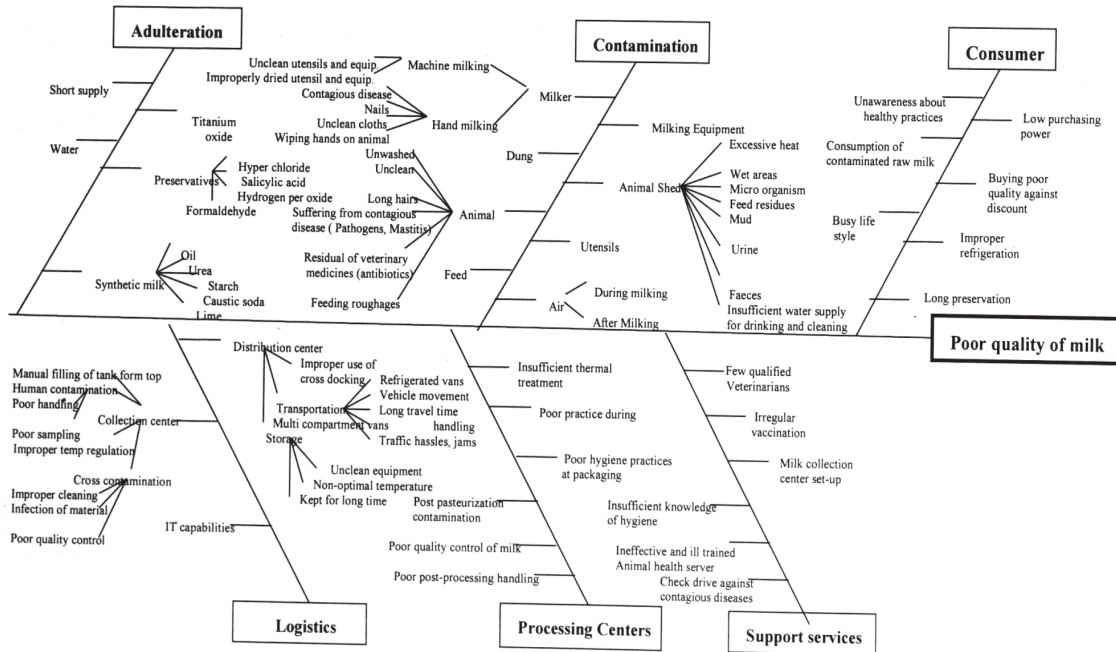 Adulteration
Short supply
Water
Titanium
oxide
Preservatives
Hyper chloride
Salicylic acid
Hydrogen per oxide
Formaldehyde
Synthetic milk
Oil
Urea
Starch
Caustic soda
Lime
Contamination
Unclean utensils and equip.
Improperly dried utensil and equip.
Machine milking
Contagious disease
Nails
Unclean cloths
Wiping hands on animal
Hand milking
Milker
Unwashed
Unclean
Long hairs
Suffering from contagious
disease ( Pathogens, Mastitis)
Residual of veterinary
medicines (antibiotics)
Feeding roughages
Animal
Dung
Feed
Milking Equipment
Excessive heat
Animal Shed
Wet areas
Micro organism
Feed residues
Mud
Urine
Faeces
Insufficient water supply
for drinking and cleaning
Utensils
Air
During milking
After Milking
Consumer
Unawareness about
healthy practices
Low purchasing
power
Consumption of
contaminated raw milk
Buying poor
quality against
discount
Busy life
style
Improper
refrigeration
Long preservation
Poor quality of milk
Distribution center
Improper use of
cross docking
Transportation
Refrigerated vans
Vehicle movement
Long travel time
Traffic hassles, jams
Multi compartment vans
handling
Storage
Unclean equipment
Non-optimal temperature
Kept for long time
Manual filling of tank form top
Human contamination
Poor handling
Collection center
Poor sampling
Improper temp regulation
Cross contamination
Improper cleaning
Infection of material
Poor quality control
IT capabilities
Logistics
Insufficient thermal
treatment
Poor practice during
Poor hygiene practices
at packaging
Post pasteurization
contamination
Poor quality control of milk
Poor post-processing handling
Processing Centers
Few qualified
Veterinarians
Irregular
vaccination
Milk collection
center set-up
Insufficient knowledge
of hygiene
Ineffective and ill trained
Animal health server
Check drive against
contagious diseases
Support services